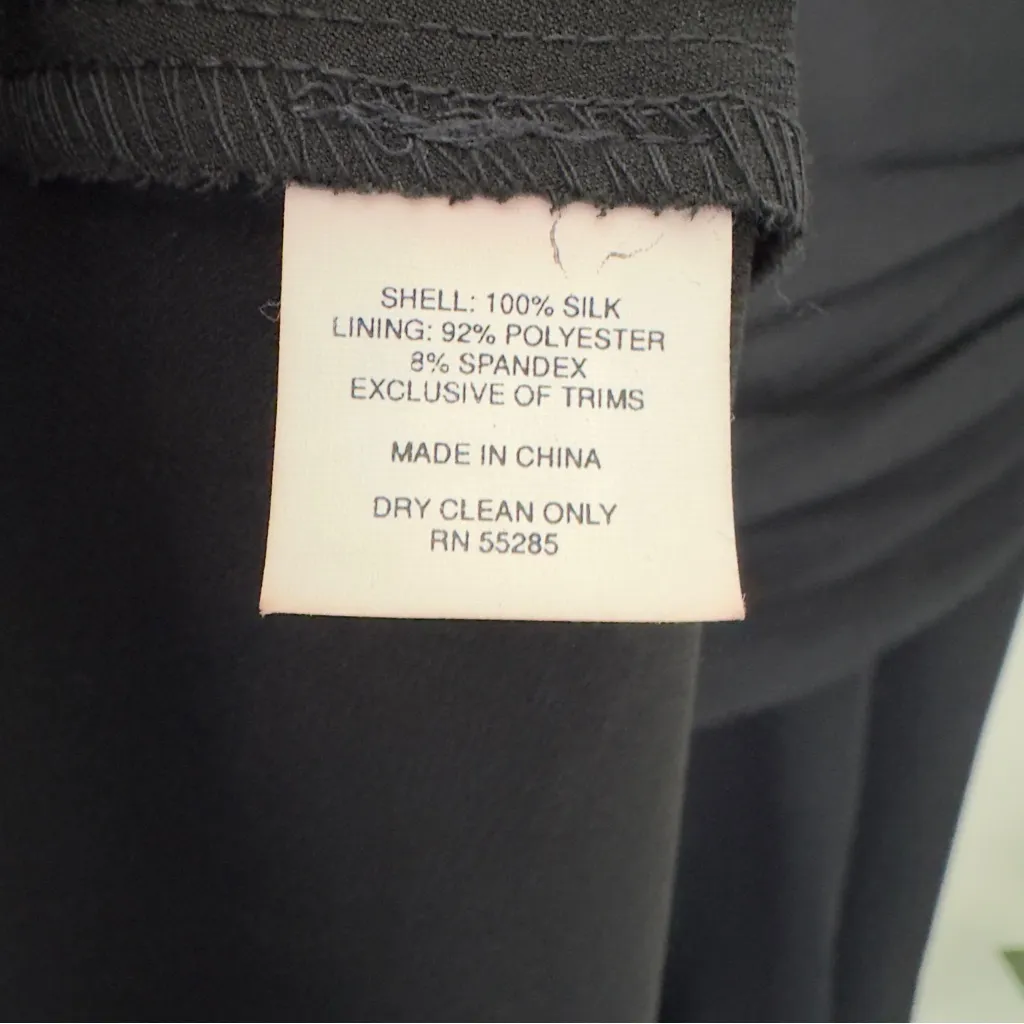 SHELL: 100% SILK
LINING: 92% POLYESTER
8% SPANDEX
EXCLUSIVE OF TRIMS
MADE IN CHINA
DRY CLEAN ONLY
RN 55285